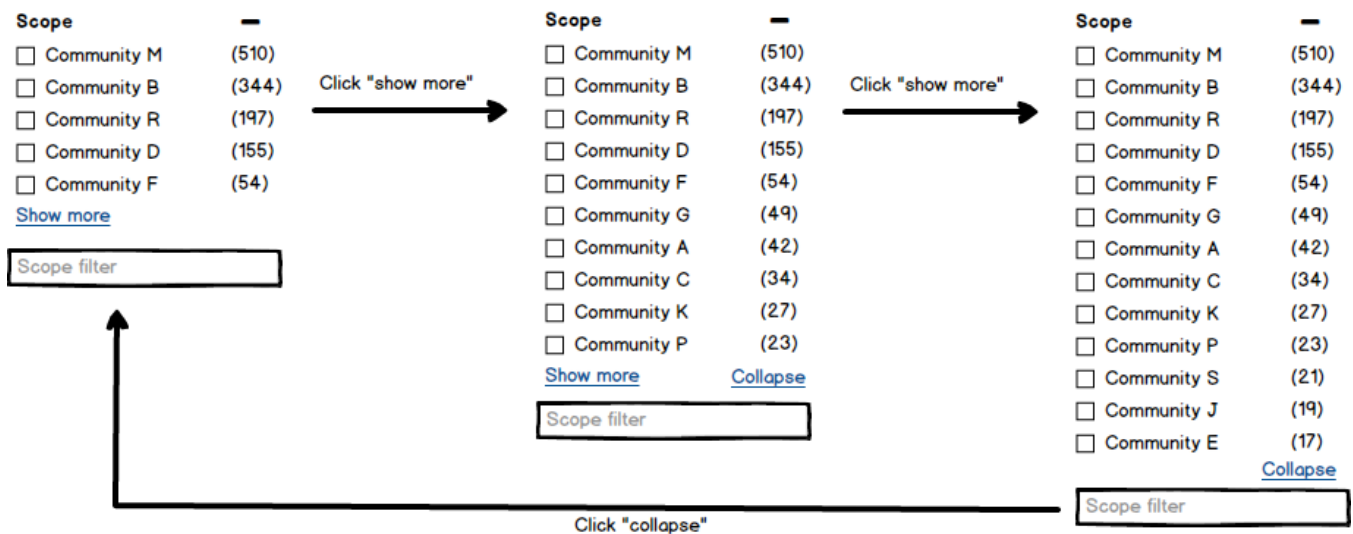 Scope —
Community M (510)
Community B (344)
Community R (197)
Community D (155)
Community F (54)
Show more
Scope filter
Click "show more"
Scope —
Community M (510)
Community B (344)
Community R (197)
Community D (155)
Community F (54)
Community G (49)
Community A (42)
Community C (34)
Community K (27)
Community P (23)
Show more Collapse
Scope filter
Click "show more"
Scope —
Community M (510)
Community B (344)
Community R (197)
Community D (155)
Community F (54)
Community G (49)
Community A (42)
Community C (34)
Community K (27)
Community P (23)
Community S (21)
Community J (19)
Community E (17)
Collapse
Scope filter
Click "collapse"